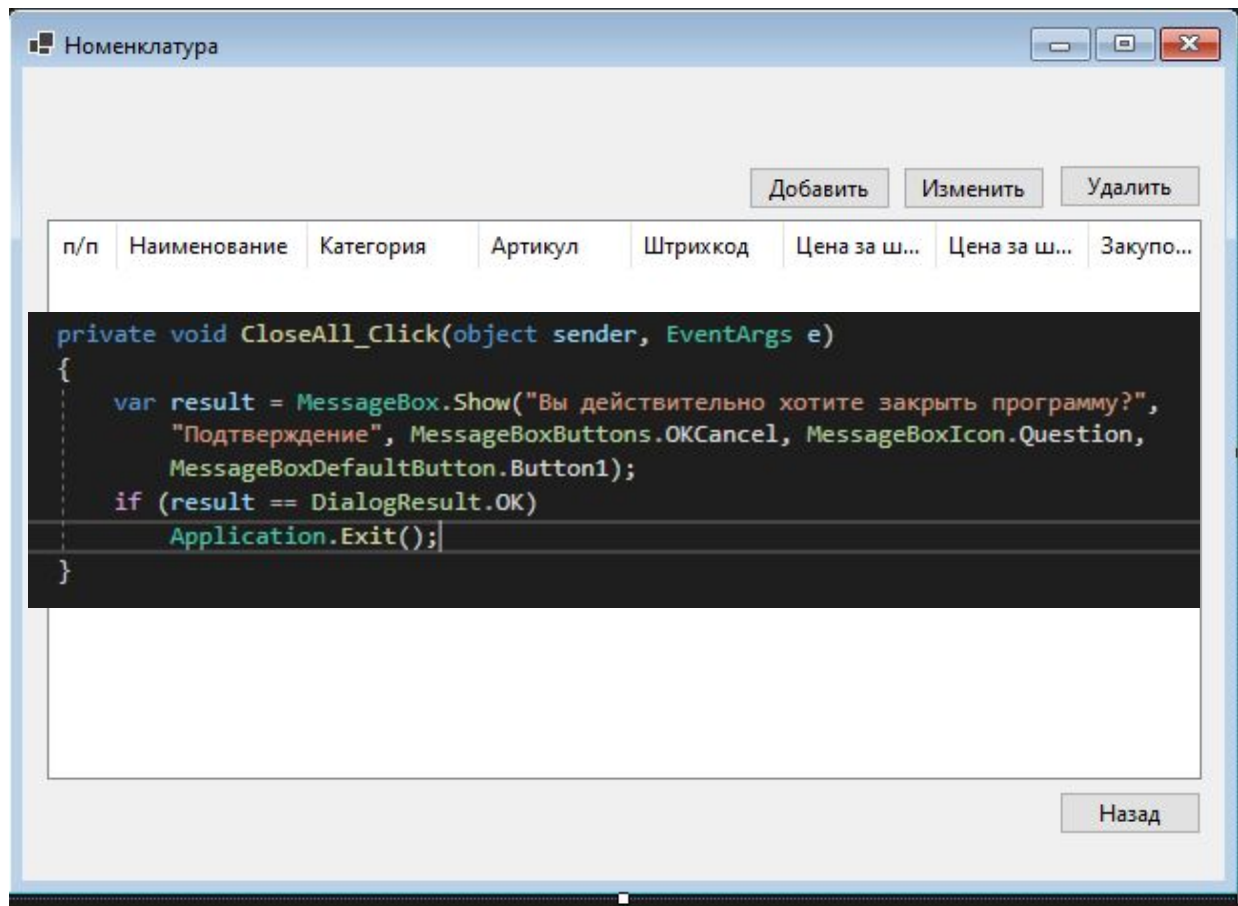 Номенклатура
Добавить Изменить Удалить
п/п Наименование Категория Артикул Штрихкод Цена за ш... Цена за ш... Закупо...
private void CloseAll_Click(object sender, EventArgs e)
{
var result = MessageBox.Show("Вы действительно хотите закрыть программу?",
"Подтверждение", MessageBoxButtons.OKCancel, MessageBoxIcon.Question,
MessageBoxDefaultButton.Button1);
if (result == DialogResult.OK)
Application.Exit();
}
Назад